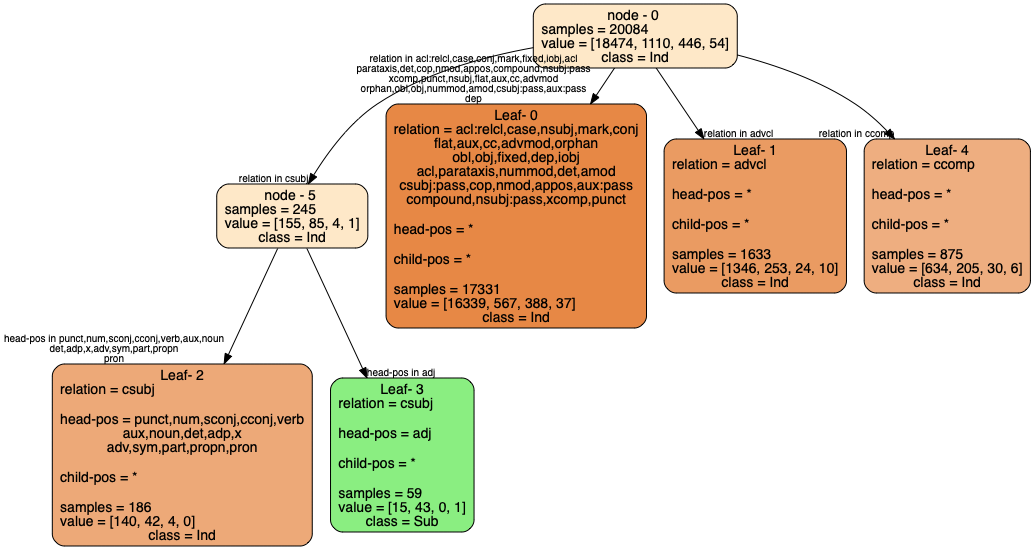 node - 0
samples = 20084
value = [18474, 1110, 446, 54]
class = Ind
relation in acl:relcl,case,conj,mark,fixed,iobj,acl
parataxis,det,cop,nmod,appos,compound,nsubj:pass
xcomp,punct,nsubj,flat,aux,cc,advmod
orphan,obl,obj,nummod,amod,csubj:pass,aux:pass
dep
Leaf- 0
relation = acl:relcl,case,nsubj,mark,conj
flat,aux,cc,advmod,orphan
obl,obj,fixed,dep,iobj
acl,parataxis,nummod,det,amod
csubj:pass,cop,nmod,appos,aux:pass
compound,nsubj:pass,xcomp,punct
head-pos = *
child-pos = *
samples = 17331
value = [16339, 567, 388, 37]
class = Ind
relation in advcl
Leaf- 1
relation = advcl
head-pos = *
child-pos = *
samples = 1633
value = [1346, 253, 24, 10]
class = Ind
relation in ccomp
Leaf- 4
relation = ccomp
head-pos = *
child-pos = *
samples = 875
value = [634, 205, 30, 6]
class = Ind
relation in csubj
node - 5
samples = 245
value = [155, 85, 4, 1]
class = Ind
head-pos in punct,num,sconj,cconj,verb,aux,noun
det,adp,x,adv,sym,part,propn
pron
Leaf- 2
relation = csubj
head-pos = punct,num,sconj,cconj,verb
aux,noun,det,adp,x
adv,sym,part,propn,pron
child-pos = *
samples = 186
value = [140, 42, 4, 0]
class = Ind
head-pos in adj
Leaf- 3
relation = csubj
head-pos = adj
child-pos = *
samples = 59
value = [15, 43, 0, 1]
class = Sub